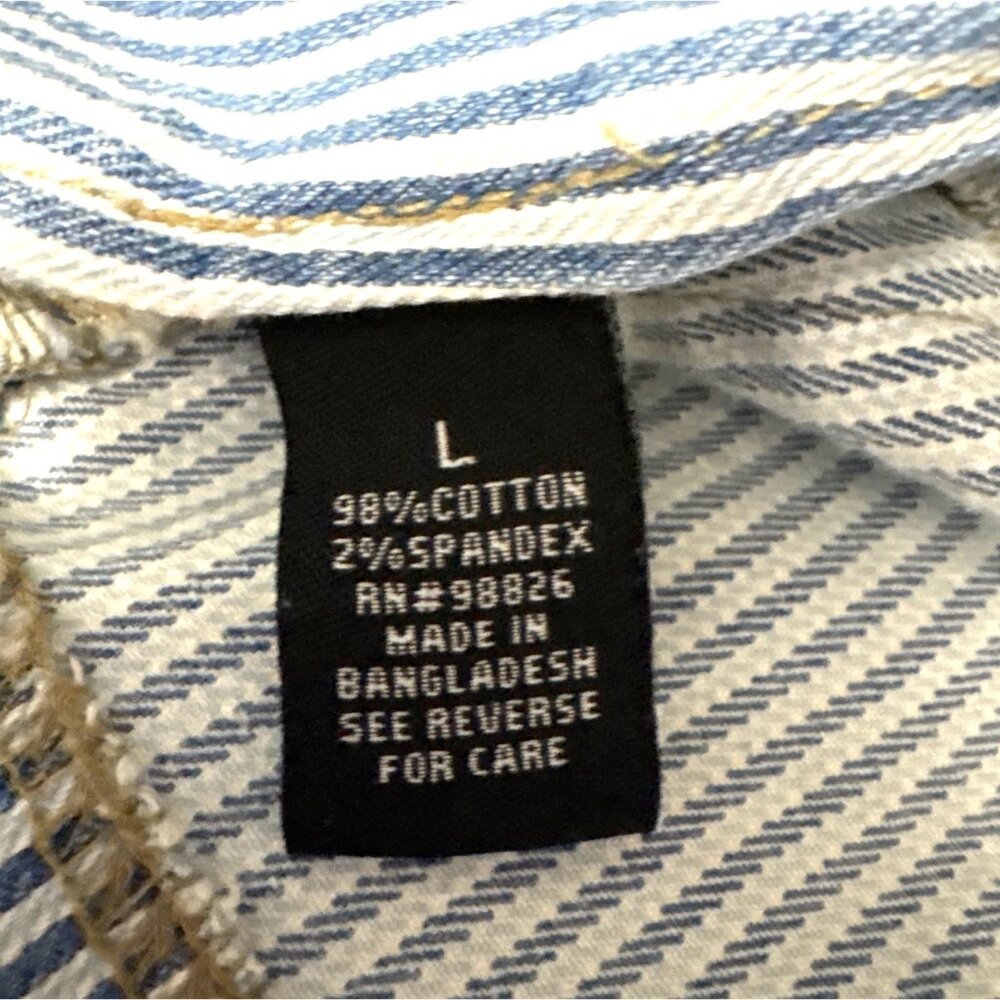 L
98%COTTON
2%SPANDEX
RN#98826
MADE IN
BANGLADESH
SEE REVERSE
FOR CARE